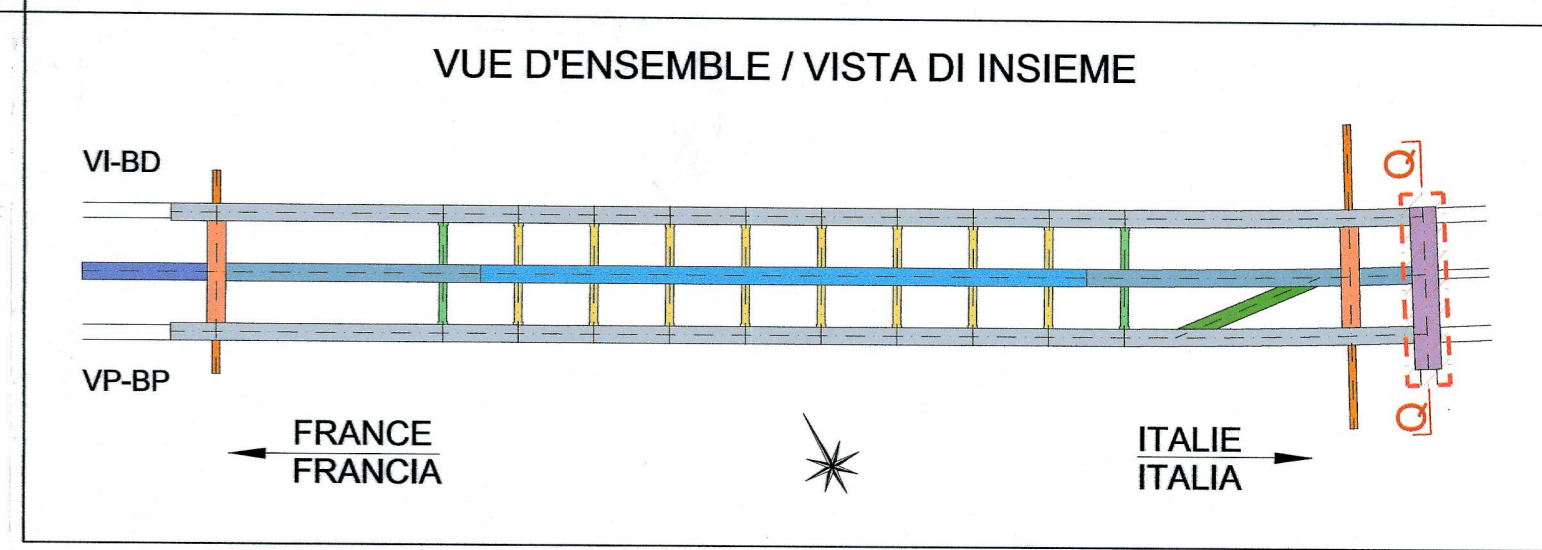 VUE D'ENSEMBLE / VISTA DI INSIEME
VI-BD
Q
VP-BP
Q
FRANCE
FRANCIA
ITALIE
ITALIA